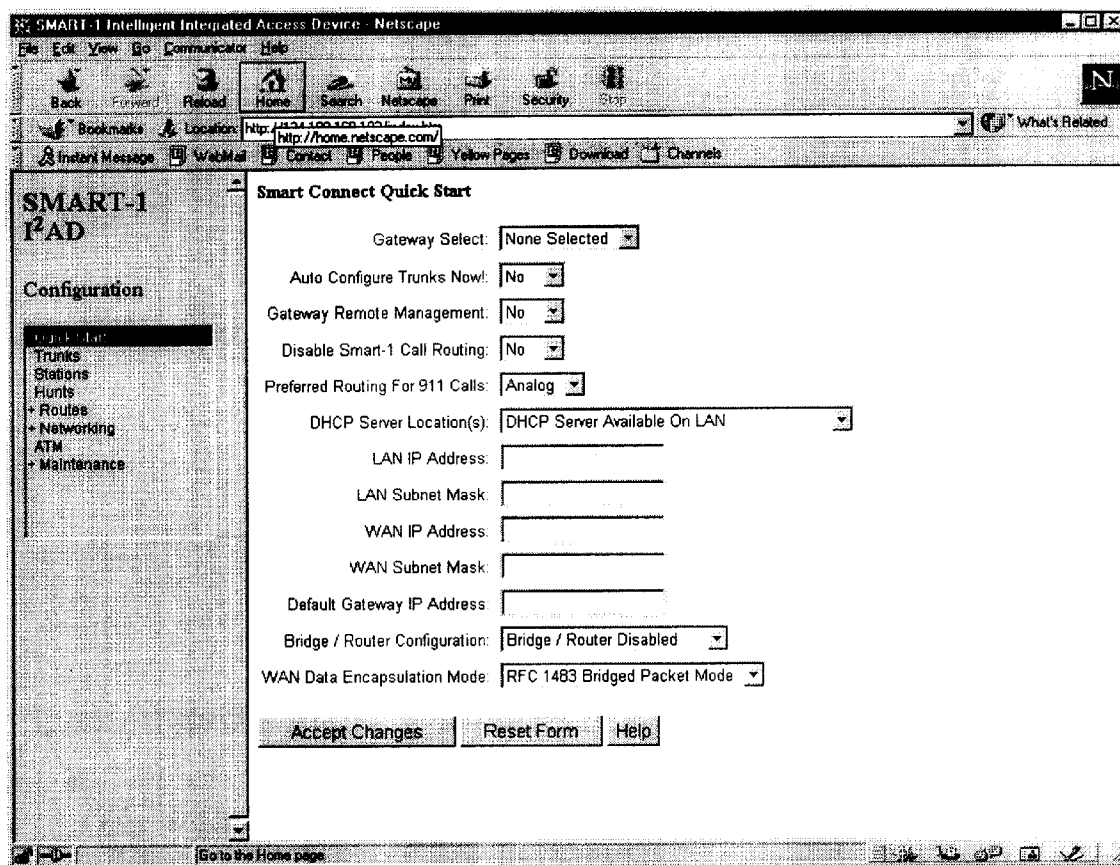 SMART-1 Intelligent Integrated Access Device - Netscape
File Edit View Go Communicator Help
Back Forward Reload Home Search Netscape Print Security Stop
N
Bookmarks Location: http://
What's Related
http://home.netscape.com/
Instant Message WebMail Contact People Yellow Pages Download Channels
SMART-1
I²AD
Configuration
Quick Start
Trunks
Stations
Hunts
+ Routes
+ Networking
ATM
+ Maintenance
Smart Connect Quick Start
Gateway Select: None Selected
Auto Configure Trunks Now!: No
Gateway Remote Management: No
Disable Smart-1 Call Routing: No
Preferred Routing For 911 Calls: Analog
DHCP Server Location(s): DHCP Server Available On LAN
LAN IP Address:
LAN Subnet Mask:
WAN IP Address:
WAN Subnet Mask:
Default Gateway IP Address:
Bridge / Router Configuration: Bridge / Router Disabled
WAN Data Encapsulation Mode: RFC 1483 Bridged Packet Mode
Accept Changes Reset Form Help
Go to the Home page